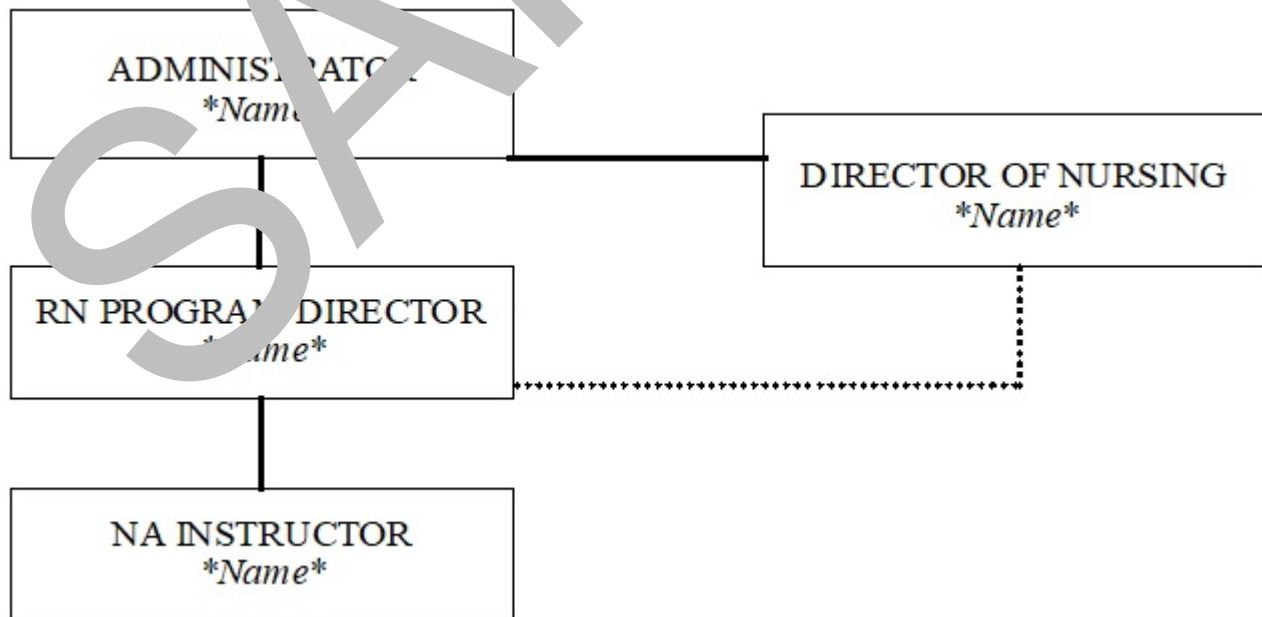 ADMINISTRATOR
*Name*
DIRECTOR OF NURSING
*Name*
RN PROGRAM DIRECTOR
*Name*
NA INSTRUCTOR
*Name*